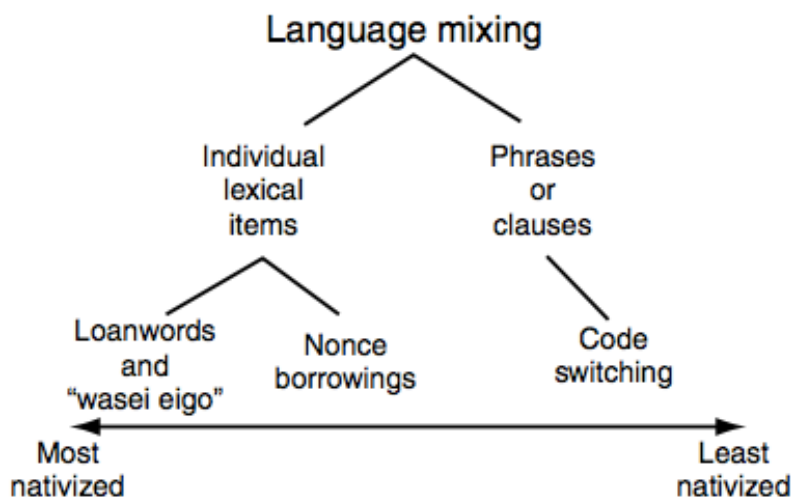 Language mixing
Individual
lexical
items
Phrases
or
clauses
Loanwords
and
“wasei eigo”
Nonce
borrowings
Code
switching
Most
nativized
Least
nativized